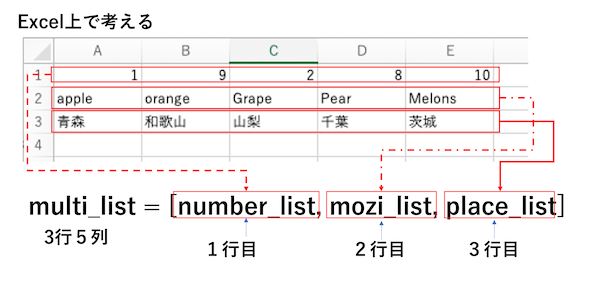 Excel上で考える
A B C D E
1 1 9 2 8 10
2 apple orange Grape Pear Melons
3 青森 和歌山 山梨 千葉 茨城
4
multi_list = [number_list, mozi_list, place_list]
3行５列
１行目 ２行目 ３行目